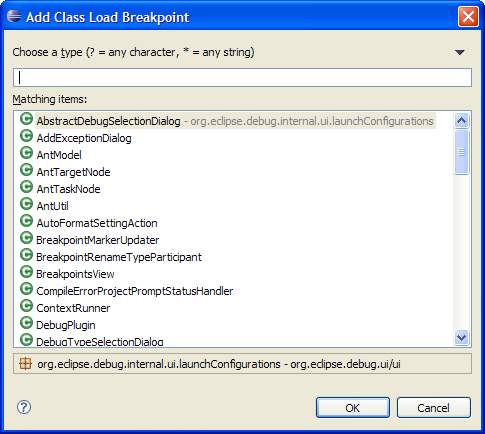 Add Class Load Breakpoint
Choose a type (? = any character, * = any string)
Matching items:
AbstractDebugSelectionDialog - org.eclipse.debug.internal.ui.launchConfigurations
AddExceptionDialog
AntModel
AntTargetNode
AntTaskNode
AntUtil
AutoFormatSettingAction
BreakpointMarkerUpdater
BreakpointRenameTypeParticipant
BreakpointsView
CompileErrorProjectPromptStatusHandler
ContextRunner
DebugPlugin
DebugTypeSelectionDialog
org.eclipse.debug.internal.ui.launchConfigurations - org.eclipse.debug.ui/ui
OK Cancel